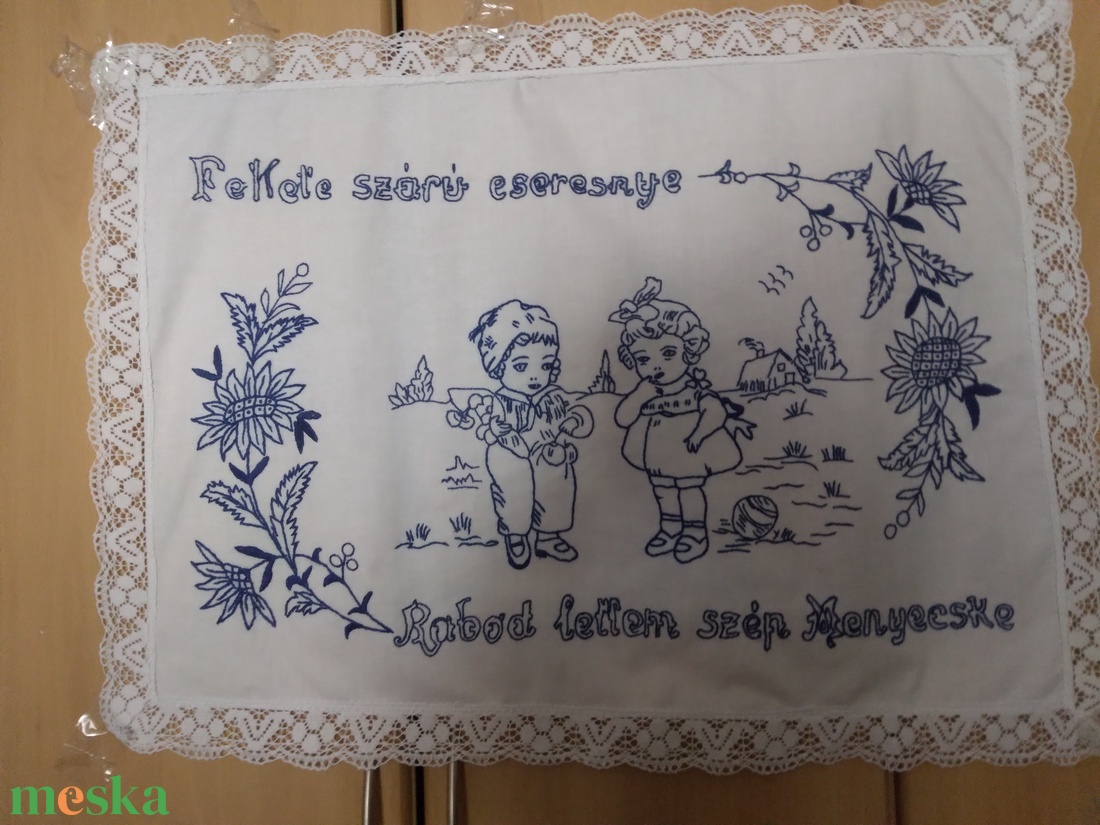 Fekete szárú cseresnye
Rabod lettem szép Menyecske
meska